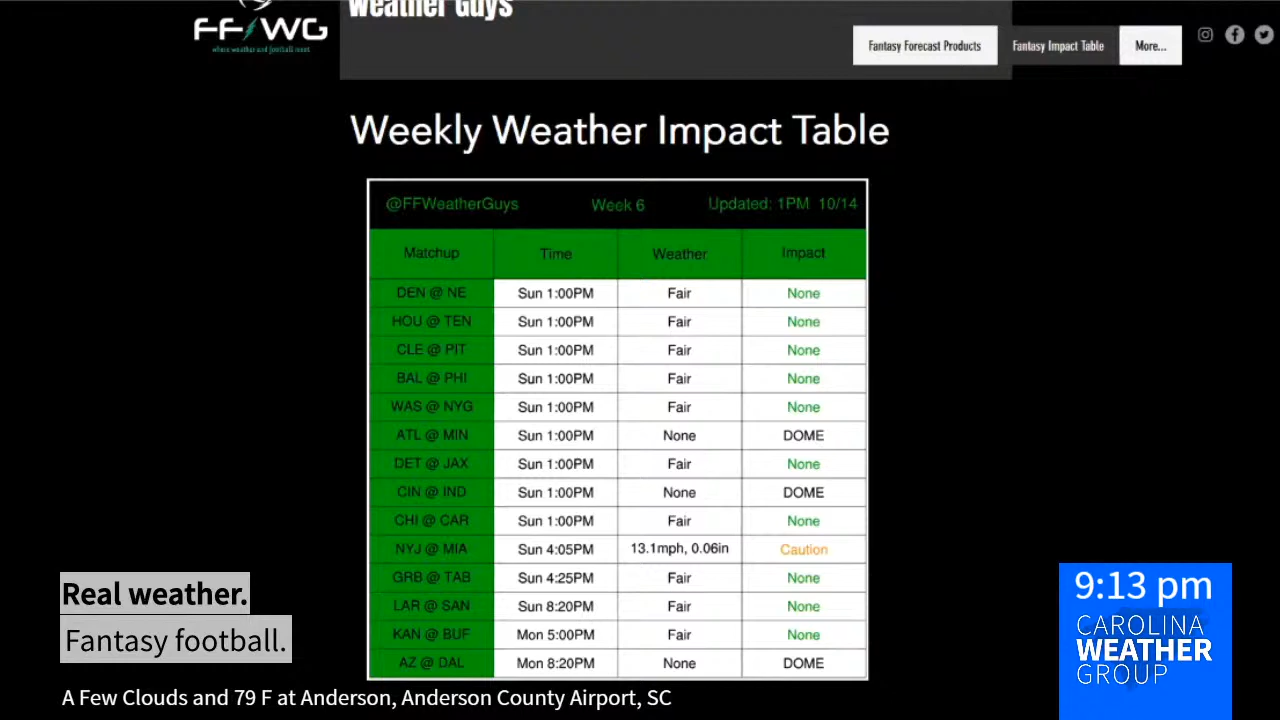 Weather Guys
FF WG
where weather and football meet
Fantasy Forecast Products
Fantasy Impact Table
More...
Weekly Weather Impact Table
@FFWeatherGuys Week 6 Updated: 1PM 10/14
Matchup Time Weather Impact
DEN @ NE Sun 1:00PM Fair None
HOU @ TEN Sun 1:00PM Fair None
CLE @ PIT Sun 1:00PM Fair None
BAL @ PHI Sun 1:00PM Fair None
WAS @ NYG Sun 1:00PM Fair None
ATL @ MIN Sun 1:00PM None DOME
DET @ JAX Sun 1:00PM Fair None
CIN @ IND Sun 1:00PM None DOME
CHI @ CAR Sun 1:00PM Fair None
NYJ @ MIA Sun 4:05PM 13.1mph, 0.06in Caution
GRB @ TAB Sun 4:25PM Fair None
LAR @ SAN Sun 8:20PM Fair None
KAN @ BUF Mon 5:00PM Fair None
AZ @ DAL Mon 8:20PM None DOME
Real weather.
Fantasy football.
A Few Clouds and 79 F at Anderson, Anderson County Airport, SC
9:13 pm
CAROLINA
WEATHER
GROUP